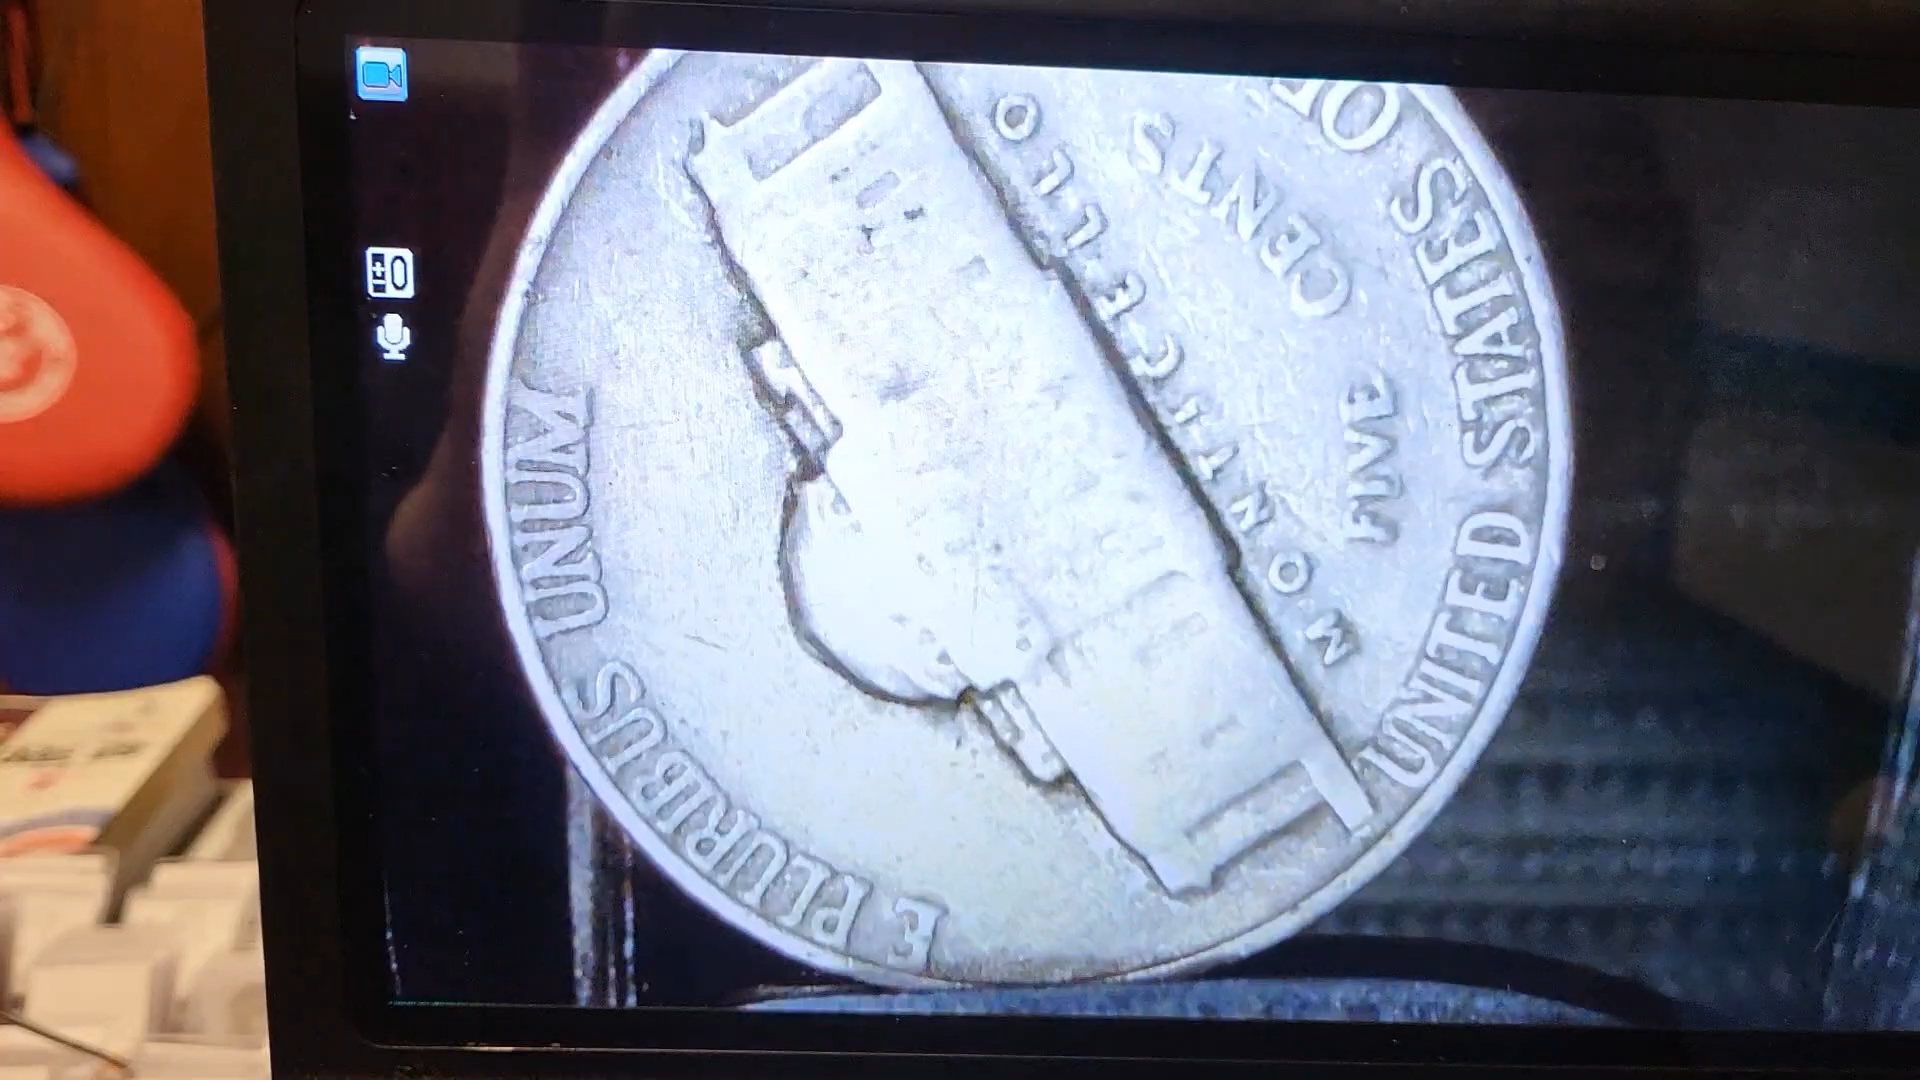 E PLURIBUS UNUM
MONTICELLO
FIVE CENTS
UNITED STATES OF